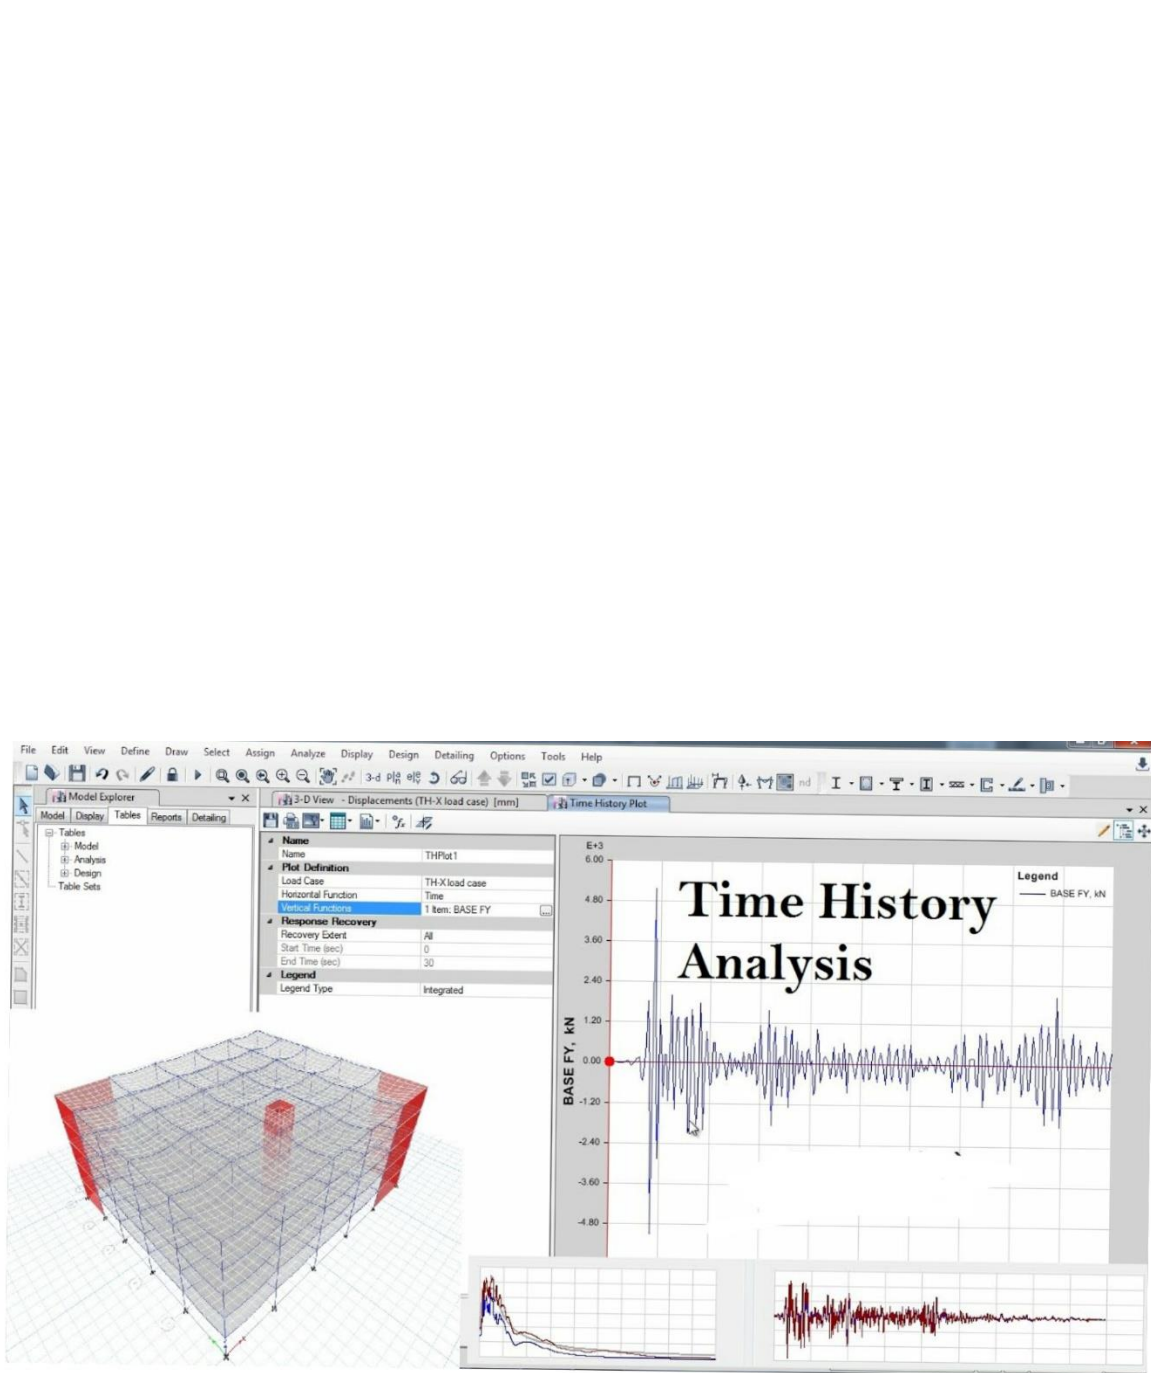 File Edit View Define Draw Select Assign Analyze Display Design Detailing Options Tools Help
3-d
nd
Model Explorer
3-D View - Displacements (TH-X load case) [mm]
Time History Plot
Model Display Tables Reports Detailing
Tables
Model
Analysis
Design
Table Sets
Name
Name THPlot1
Plot Definition
Load Case TH-X load case
Horizontal Function Time
Vertical Functions 1 Item: BASE FY
Response Recovery
Recovery Extent All
Start Time (sec) 0
End Time (sec) 30
Legend
Legend Type Integrated
E+3
6.00
4.80
3.60
2.40
1.20
0.00
-1.20
-2.40
-3.60
-4.80
BASE FY, kN
Legend
BASE FY, kN
Time History
Analysis